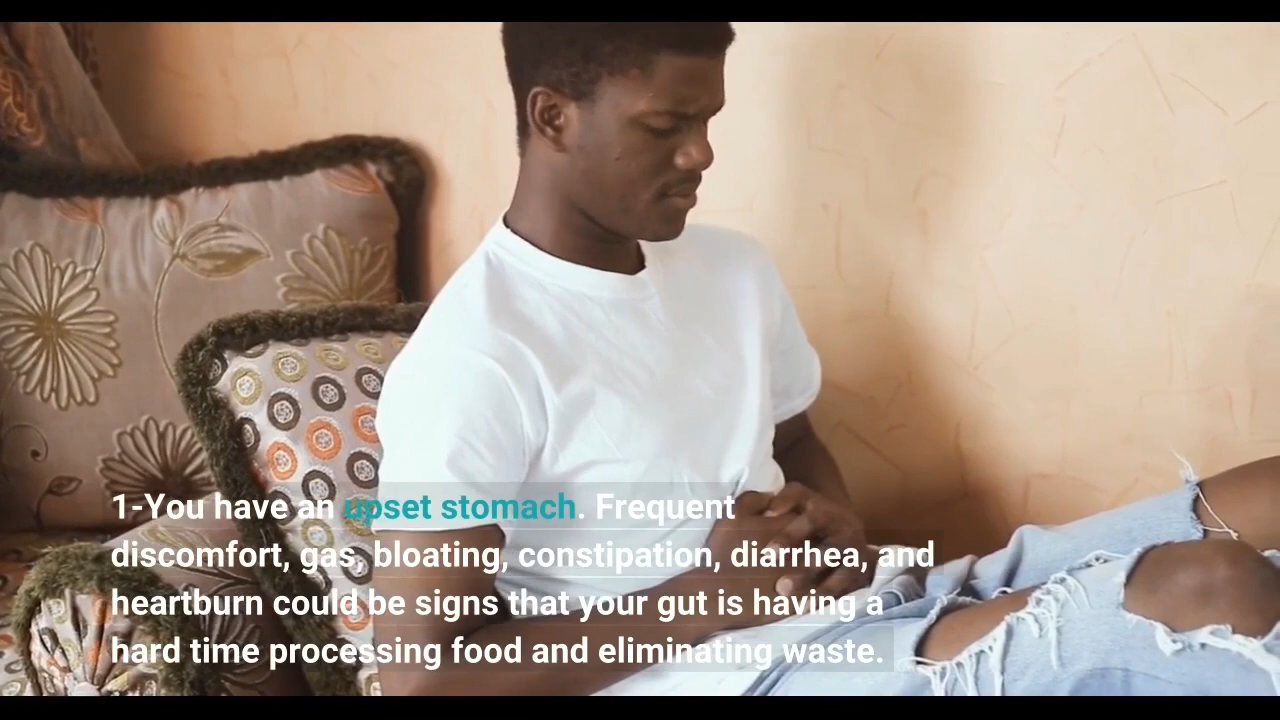 1-You have an upset stomach. Frequent
discomfort, gas, bloating, constipation, diarrhea, and
heartburn could be signs that your gut is having a
hard time processing food and eliminating waste.